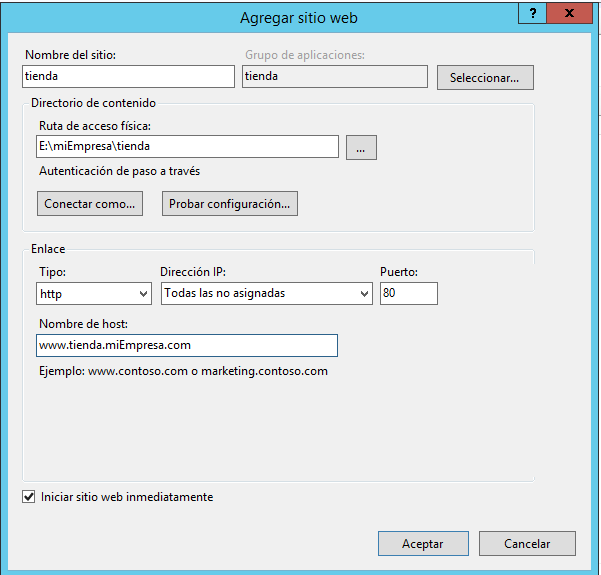 Agregar sitio web
? X
Nombre del sitio: Grupo de aplicaciones:
tienda tienda Seleccionar...
Directorio de contenido
Ruta de acceso física:
E:\miEmpresa\tienda ...
Autenticación de paso a través
Conectar como... Probar configuración...
Enlace
Tipo: Dirección IP: Puerto:
http Todas las no asignadas 80
Nombre de host:
www.tienda.miEmpresa.com
Ejemplo: www.contoso.com o marketing.contoso.com
Iniciar sitio web inmediatamente
Aceptar Cancelar